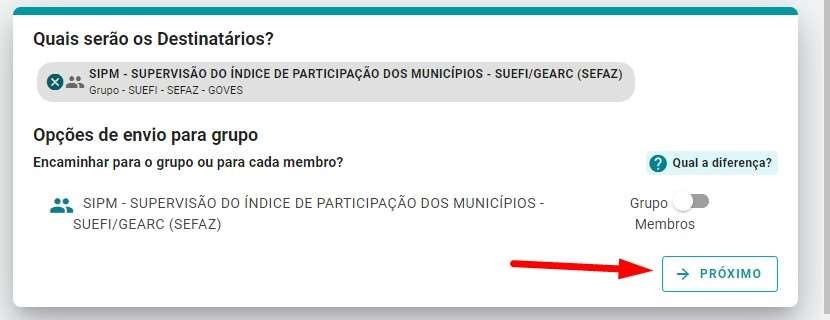 Quais serão os Destinatários?
SIPM - SUPERVISÃO DO ÍNDICE DE PARTICIPAÇÃO DOS MUNICÍPIOS - SUEFI/GEARC (SEFAZ)
Grupo - SUEFI - SEFAZ - GOVES
Opções de envio para grupo
Encaminhar para o grupo ou para cada membro?
? Qual a diferença?
SIPM - SUPERVISÃO DO ÍNDICE DE PARTICIPAÇÃO DOS MUNICÍPIOS -
SUEFI/GEARC (SEFAZ)
Grupo
Membros
PRÓXIMO